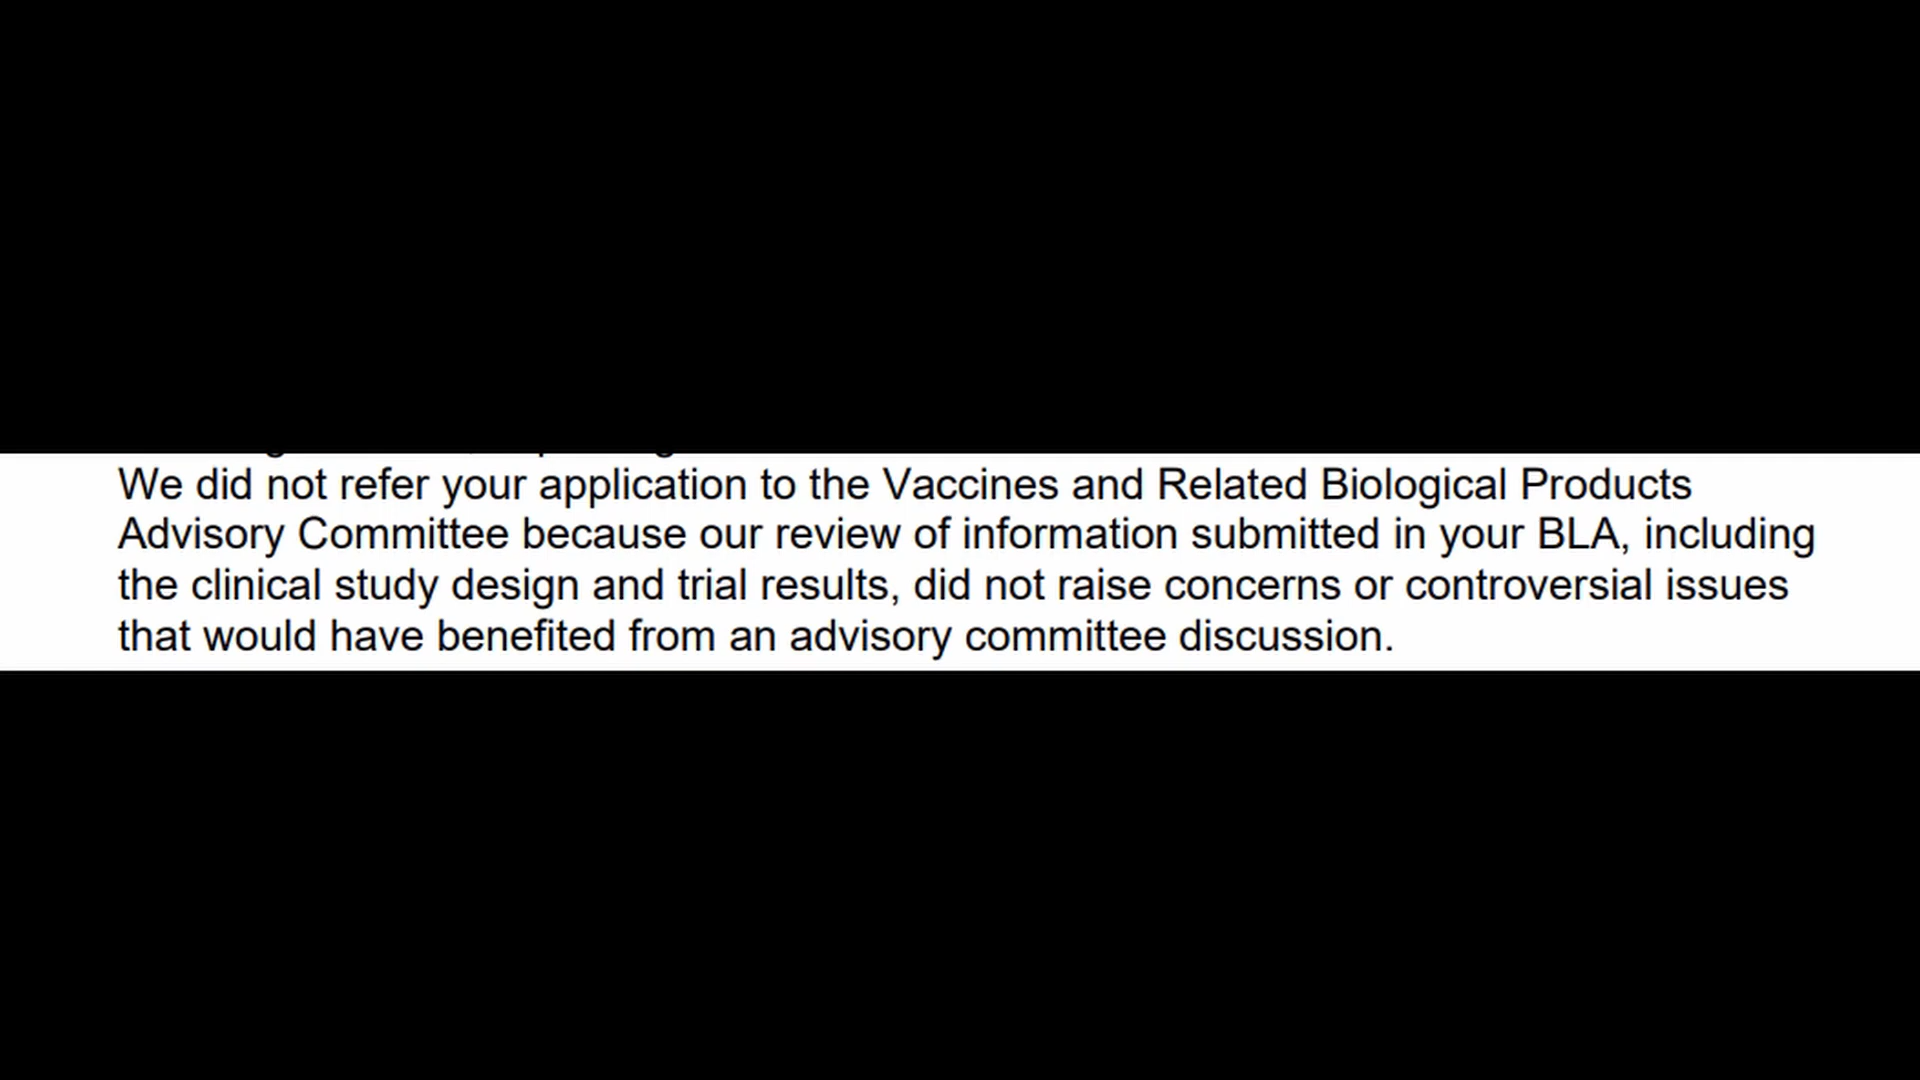 We did not refer your application to the Vaccines and Related Biological Products
Advisory Committee because our review of information submitted in your BLA, including
the clinical study design and trial results, did not raise concerns or controversial issues
that would have benefited from an advisory committee discussion.